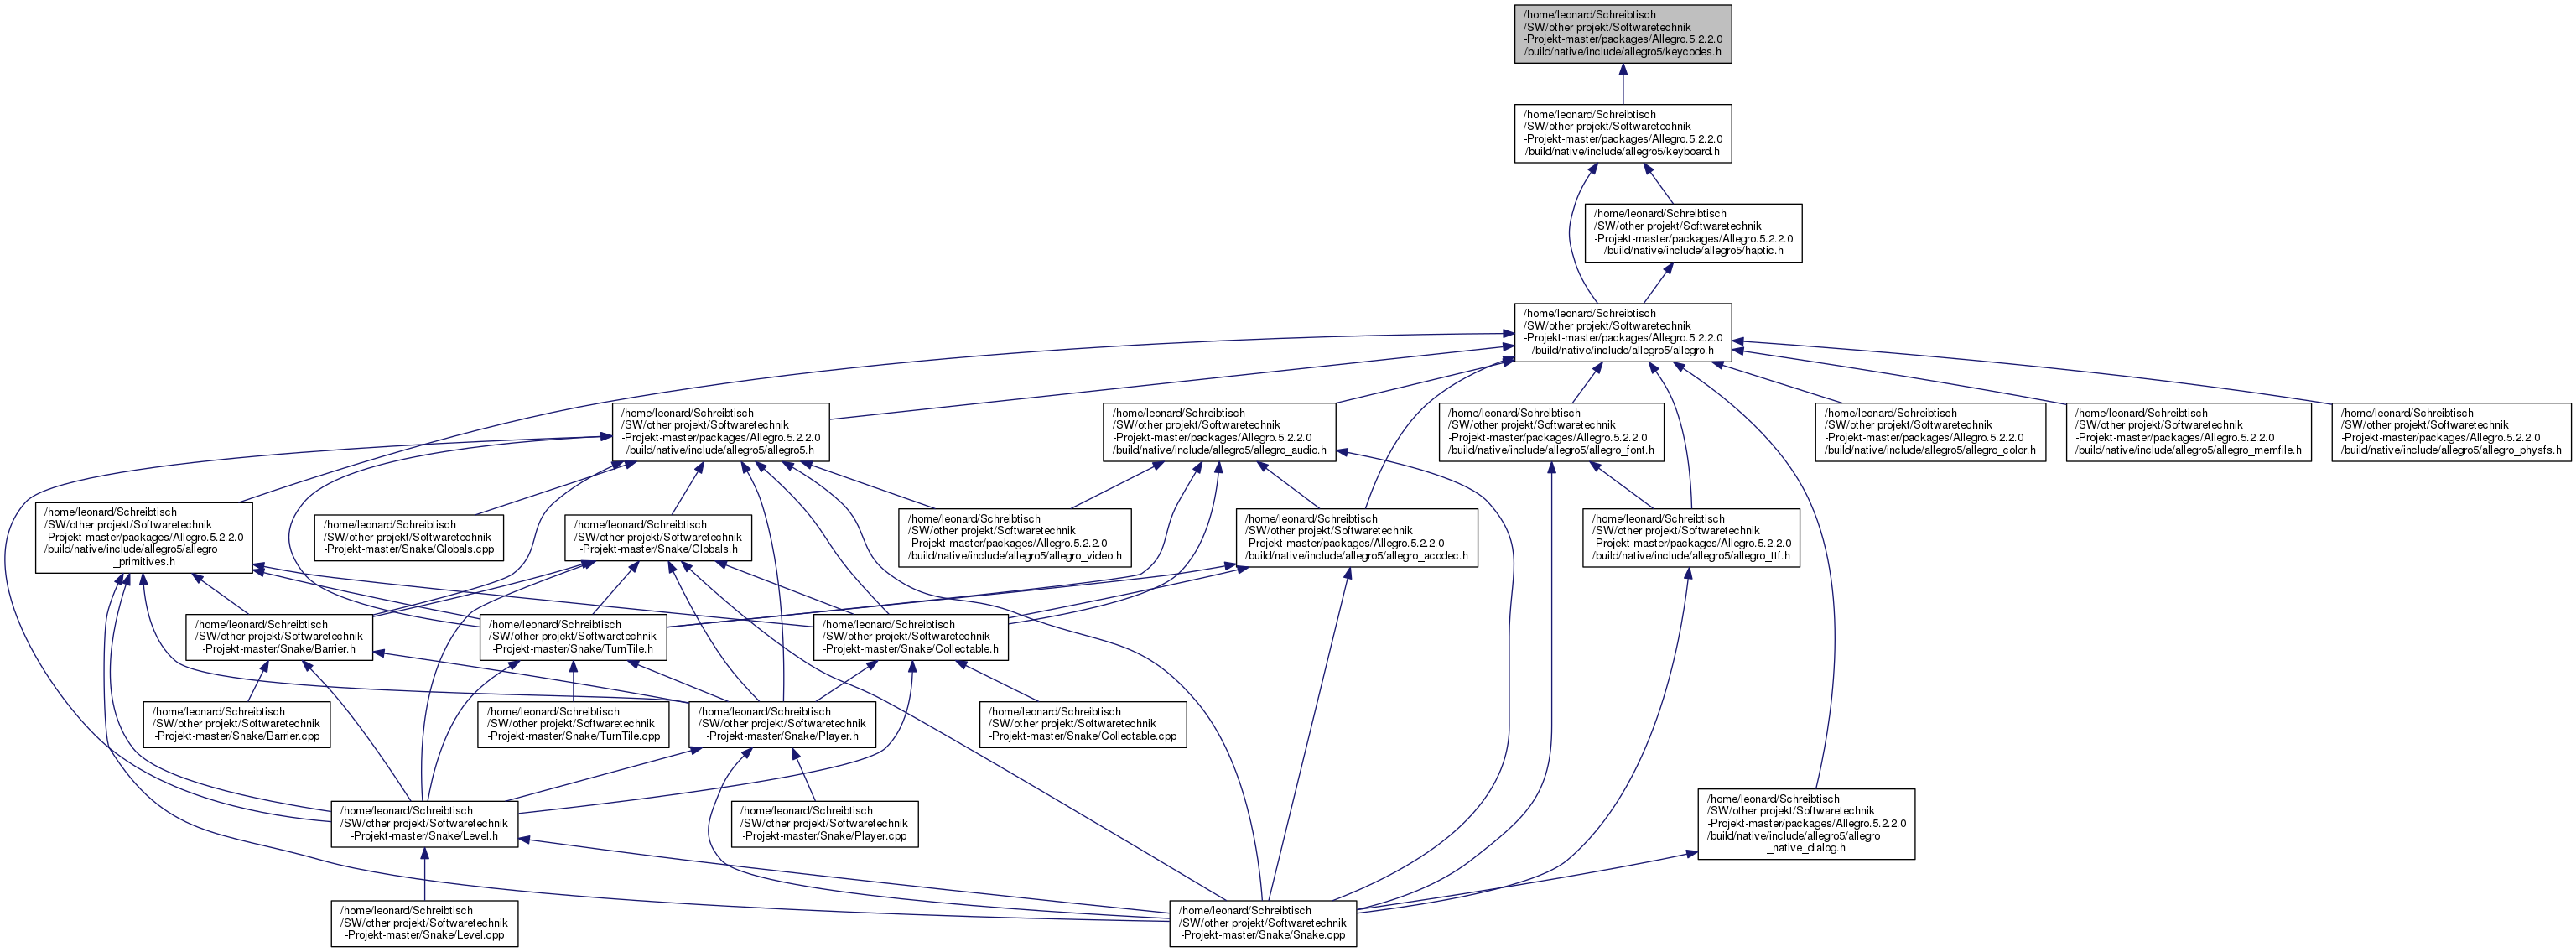 /home/leonard/Schreibtisch
/SW/other projekt/Softwaretechnik
-Projekt-master/packages/Allegro.5.2.2.0
/build/native/include/allegro5/keycodes.h
/home/leonard/Schreibtisch
/SW/other projekt/Softwaretechnik
-Projekt-master/packages/Allegro.5.2.2.0
/build/native/include/allegro5/keyboard.h
/home/leonard/Schreibtisch
/SW/other projekt/Softwaretechnik
-Projekt-master/packages/Allegro.5.2.2.0
/build/native/include/allegro5/haptic.h
/home/leonard/Schreibtisch
/SW/other projekt/Softwaretechnik
-Projekt-master/packages/Allegro.5.2.2.0
/build/native/include/allegro5/allegro.h
/home/leonard/Schreibtisch
/SW/other projekt/Softwaretechnik
-Projekt-master/packages/Allegro.5.2.2.0
/build/native/include/allegro5/allegro5.h
/home/leonard/Schreibtisch
/SW/other projekt/Softwaretechnik
-Projekt-master/packages/Allegro.5.2.2.0
/build/native/include/allegro5/allegro_audio.h
/home/leonard/Schreibtisch
/SW/other projekt/Softwaretechnik
-Projekt-master/packages/Allegro.5.2.2.0
/build/native/include/allegro5/allegro_font.h
/home/leonard/Schreibtisch
/SW/other projekt/Softwaretechnik
-Projekt-master/packages/Allegro.5.2.2.0
/build/native/include/allegro5/allegro_color.h
/home/leonard/Schreibtisch
/SW/other projekt/Softwaretechnik
-Projekt-master/packages/Allegro.5.2.2.0
/build/native/include/allegro5/allegro_memfile.h
/home/leonard/Schreibtisch
/SW/other projekt/Softwaretechnik
-Projekt-master/packages/Allegro.5.2.2.0
/build/native/include/allegro5/allegro_physfs.h
/home/leonard/Schreibtisch
/SW/other projekt/Softwaretechnik
-Projekt-master/packages/Allegro.5.2.2.0
/build/native/include/allegro5/allegro
_primitives.h
/home/leonard/Schreibtisch
/SW/other projekt/Softwaretechnik
-Projekt-master/Snake/Globals.cpp
/home/leonard/Schreibtisch
/SW/other projekt/Softwaretechnik
-Projekt-master/Snake/Globals.h
/home/leonard/Schreibtisch
/SW/other projekt/Softwaretechnik
-Projekt-master/packages/Allegro.5.2.2.0
/build/native/include/allegro5/allegro_video.h
/home/leonard/Schreibtisch
/SW/other projekt/Softwaretechnik
-Projekt-master/packages/Allegro.5.2.2.0
/build/native/include/allegro5/allegro_acodec.h
/home/leonard/Schreibtisch
/SW/other projekt/Softwaretechnik
-Projekt-master/packages/Allegro.5.2.2.0
/build/native/include/allegro5/allegro_ttf.h
/home/leonard/Schreibtisch
/SW/other projekt/Softwaretechnik
-Projekt-master/Snake/Barrier.h
/home/leonard/Schreibtisch
/SW/other projekt/Softwaretechnik
-Projekt-master/Snake/TurnTile.h
/home/leonard/Schreibtisch
/SW/other projekt/Softwaretechnik
-Projekt-master/Snake/Collectable.h
/home/leonard/Schreibtisch
/SW/other projekt/Softwaretechnik
-Projekt-master/Snake/Barrier.cpp
/home/leonard/Schreibtisch
/SW/other projekt/Softwaretechnik
-Projekt-master/Snake/TurnTile.cpp
/home/leonard/Schreibtisch
/SW/other projekt/Softwaretechnik
-Projekt-master/Snake/Player.h
/home/leonard/Schreibtisch
/SW/other projekt/Softwaretechnik
-Projekt-master/Snake/Collectable.cpp
/home/leonard/Schreibtisch
/SW/other projekt/Softwaretechnik
-Projekt-master/Snake/Level.h
/home/leonard/Schreibtisch
/SW/other projekt/Softwaretechnik
-Projekt-master/Snake/Player.cpp
/home/leonard/Schreibtisch
/SW/other projekt/Softwaretechnik
-Projekt-master/packages/Allegro.5.2.2.0
/build/native/include/allegro5/allegro
_native_dialog.h
/home/leonard/Schreibtisch
/SW/other projekt/Softwaretechnik
-Projekt-master/Snake/Level.cpp
/home/leonard/Schreibtisch
/SW/other projekt/Softwaretechnik
-Projekt-master/Snake/Snake.cpp